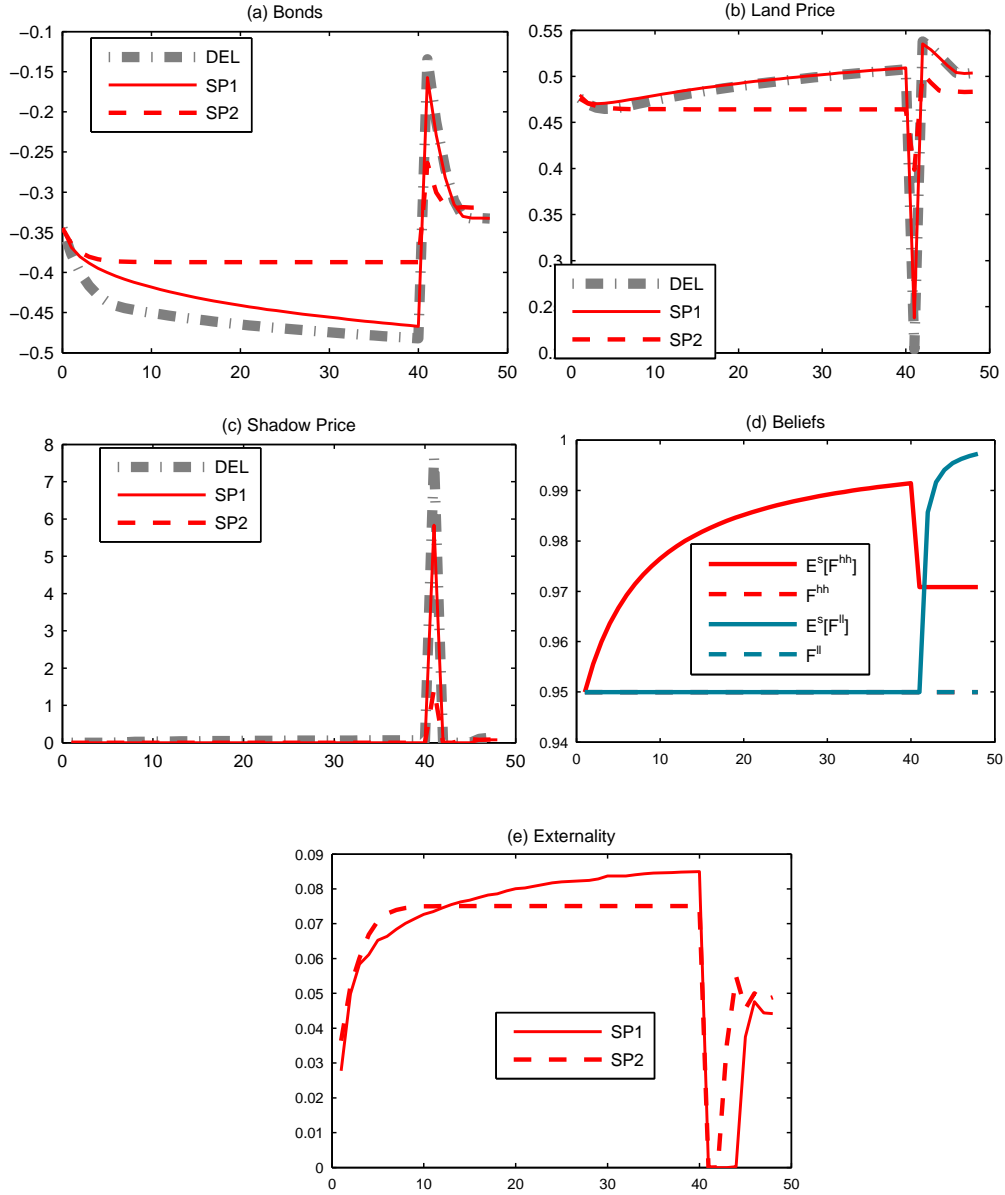 (a) Bonds
−0.1
−0.15
−0.2
−0.25
−0.3
−0.35
−0.4
−0.45
−0.5
0 10 20 30 40 50
DEL
SP1
SP2
(b) Land Price
0.55
0.5
0.45
0.4
0.35
0.3
0.2
0.
0 10 20 30 40 50
DEL
SP1
SP2
(c) Shadow Price
8
7
6
5
4
3
2
1
0
0 10 20 30 40 50
DEL
SP1
SP2
(d) Beliefs
1
0.99
0.98
0.97
0.96
0.95
0.94
0 10 20 30 40 50
E^s[F^hh]
F^hh
E^s[F^ll]
F^ll
(e) Externality
0.09
0.08
0.07
0.06
0.05
0.04
0.03
0.02
0.01
0
0 10 20 30 40 50
SP1
SP2